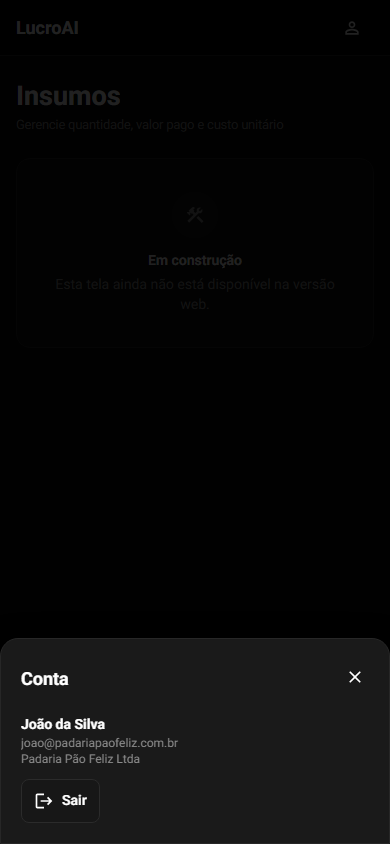 LucroAI
Insumos
Gerencie quantidade, valor pago e custo unitário
Em construção
Esta tela ainda não está disponível na versão
web.
Conta
João da Silva
joao@padariapaofeliz.com.br
Padaria Pão Feliz Ltda
Sair